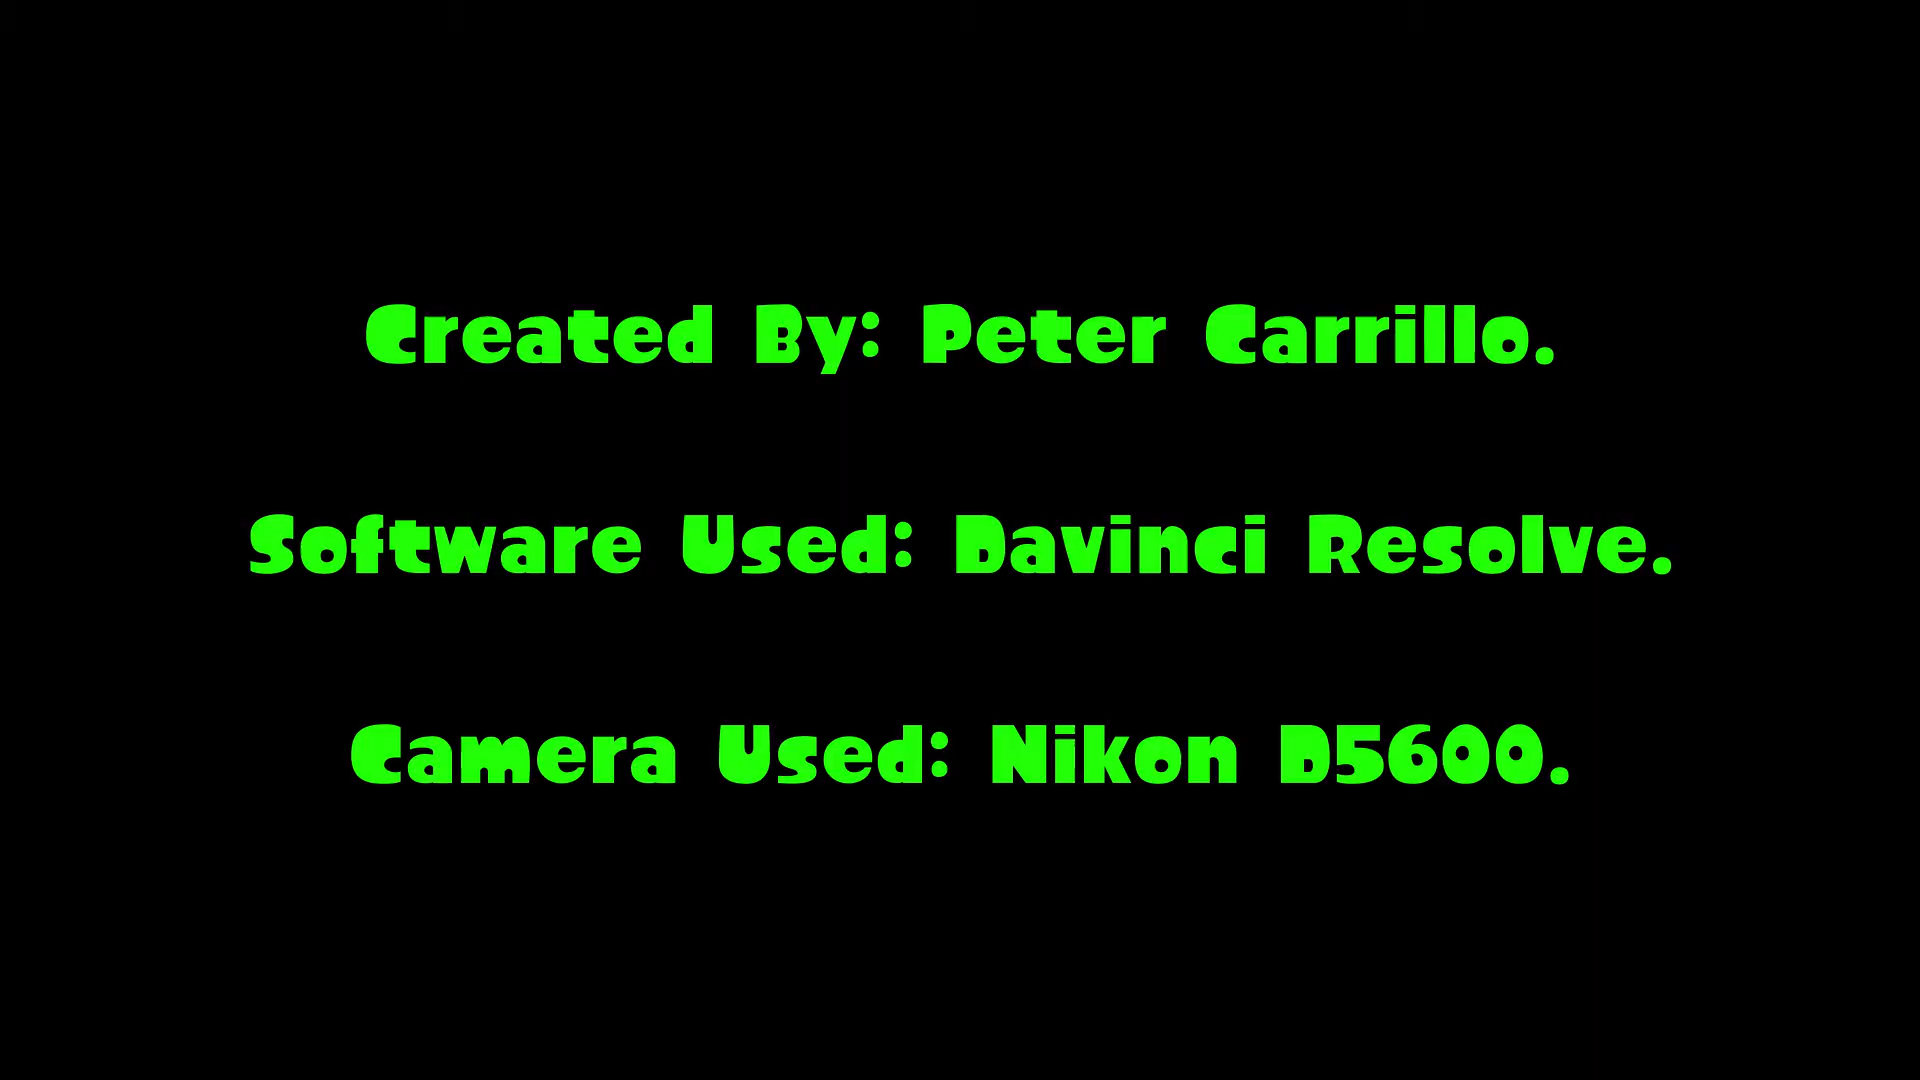 Created By: Peter Carrillo.
Software Used: Davinci Resolve.
Camera Used: Nikon D5600.